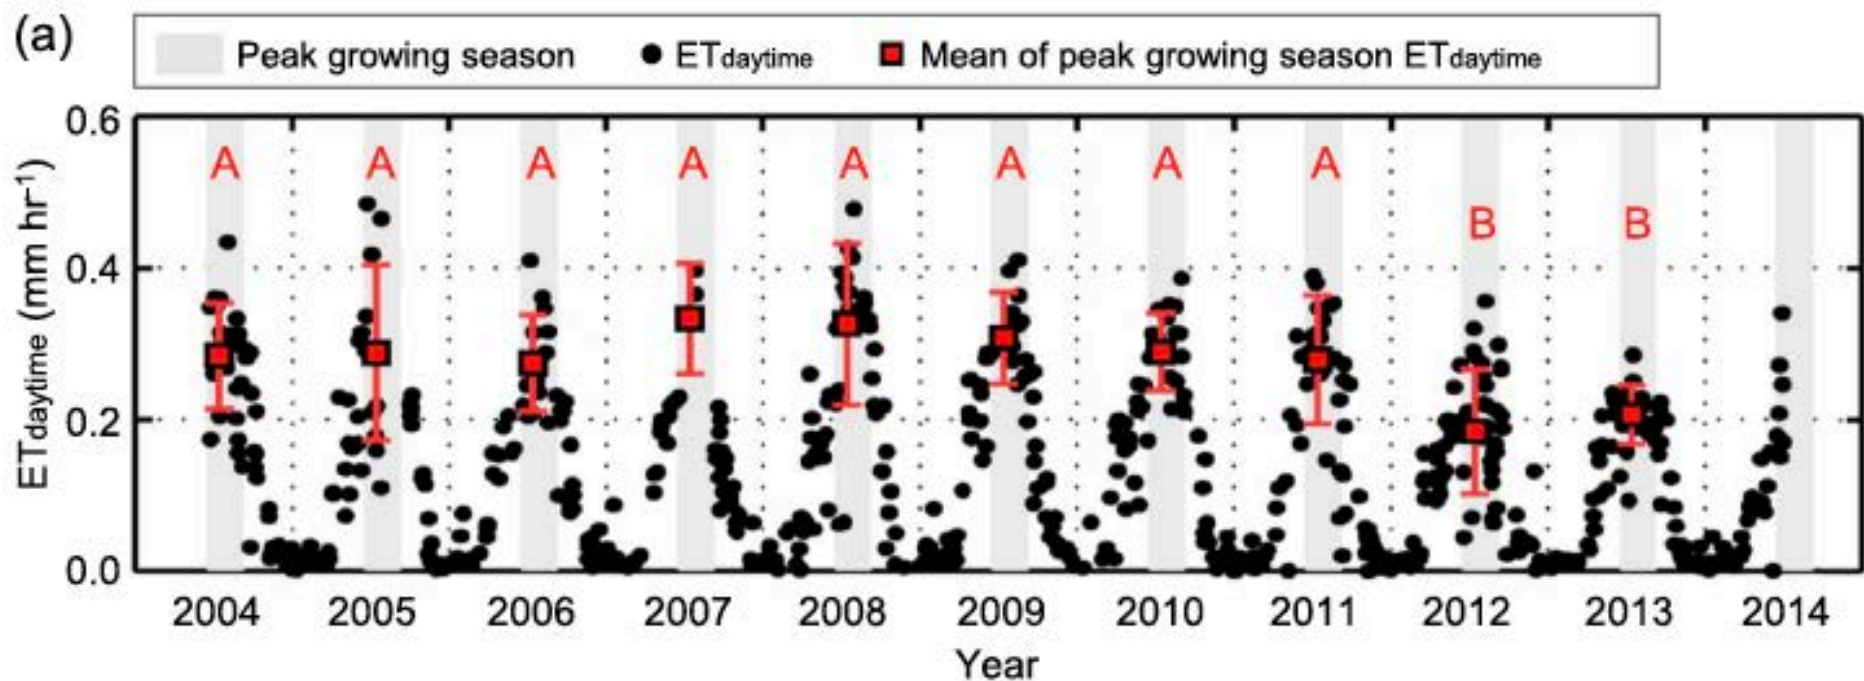 (a)
Peak growing season ETdaytime Mean of peak growing season ETdaytime
0.6
A A A A A A A A
B B
0.4
0.2
0.0
ETdaytime (mm hr⁻¹)
2004 2005 2006 2007 2008 2009 2010 2011 2012 2013 2014
Year